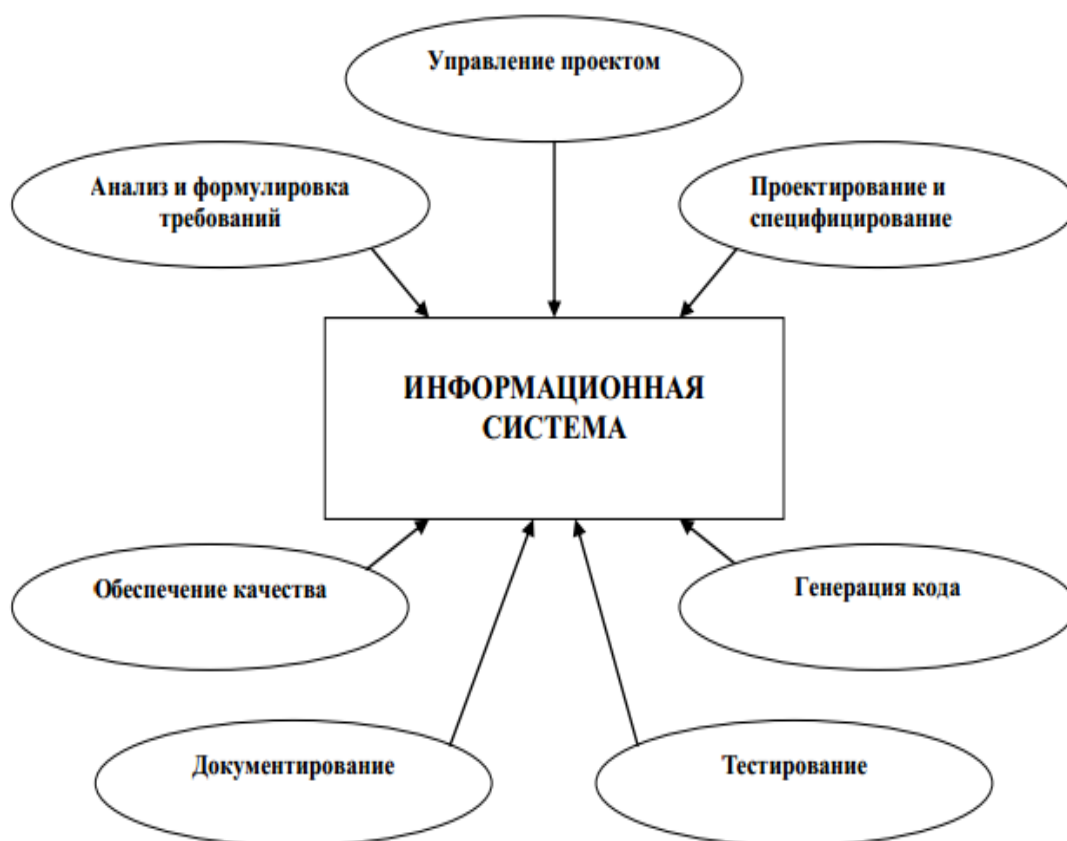 Управление проектом
Анализ и формулировка
требований
Проектирование и
специфицирование
ИНФОРМАЦИОННАЯ
СИСТЕМА
Обеспечение качества
Генерация кода
Документирование
Тестирование